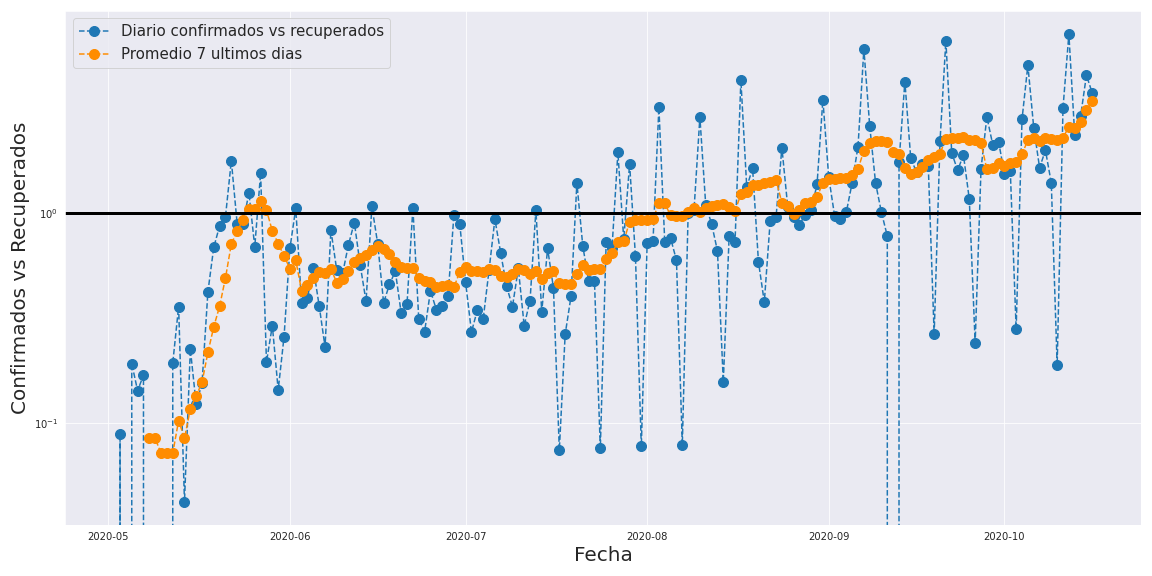 Diario confirmados vs recuperados
Promedio 7 ultimos dias
Confirmados vs Recuperados
10⁰
10⁻¹
2020-05
2020-06
2020-07
2020-08
2020-09
2020-10
Fecha